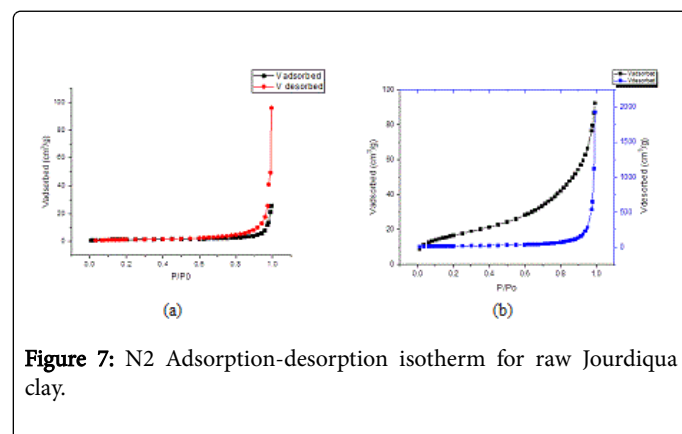 V adsorbed
V desorbed
Vadsorbed
Vdesorbed
Vadsorbed (cm³/g)
100
80
60
40
20
0
0.0 0.2 0.4 0.6 0.8 1.0
P/P0
(a)
Vadsorbed (cm³/g)
120
100
80
60
40
20
0
0.0 0.2 0.4 0.6 0.8 1.0
P/Po
Vdesorbed (cm³/g)
2000
1500
1000
500
0
(b)
Figure 7: N2 Adsorption-desorption isotherm for raw Jourdiqua
clay.